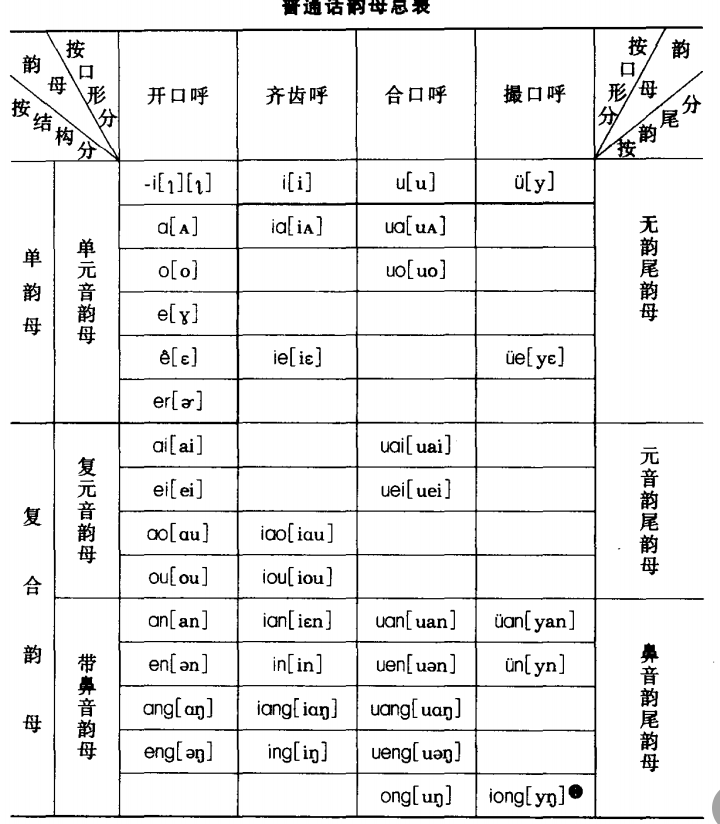 普通话韵母总表
韵母 按口形分 按结构分 开口呼 齐齿呼 合口呼 撮口呼 按口形分 韵母 按韵尾分
单韵母 单元音韵母 -i[ɿ][ʅ] i[i] u[u] ü[y] 无韵尾韵母
ɑ[ᴀ] iɑ[iᴀ] uɑ[uᴀ]
o[o] uo[uo]
e[ɤ]
ê[ɛ] ie[iɛ] üe[yɛ]
er[ɚ]
复合韵母 复元音韵母 ɑi[ai] uɑi[uai] 元音韵尾韵母
ei[ei] uei[uei]
ɑo[ɑu] iɑo[iɑu]
ou[ou] iou[iou]
带鼻音韵母 ɑn[an] iɑn[iɛn] uɑn[uan] üɑn[yan] 鼻音韵尾韵母
en[ən] in[in] uen[uən] ün[yn]
ɑng[ɑŋ] iɑng[iɑŋ] uɑng[uɑŋ]
eng[əŋ] ing[iŋ] ueng[uəŋ]
ong[uŋ] iong[yŋ]❶